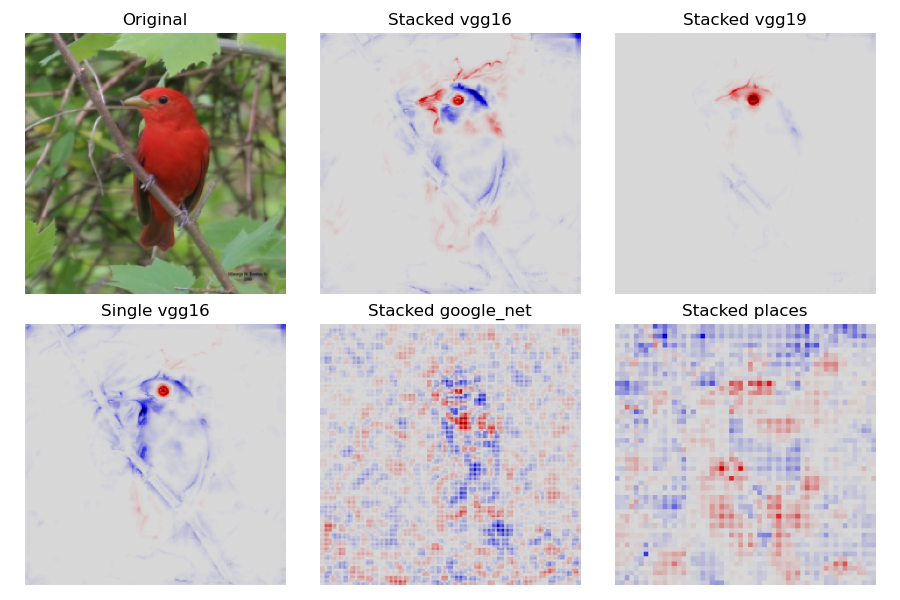 Original
Stacked vgg16
Stacked vgg19
Single vgg16
Stacked google_net
Stacked places